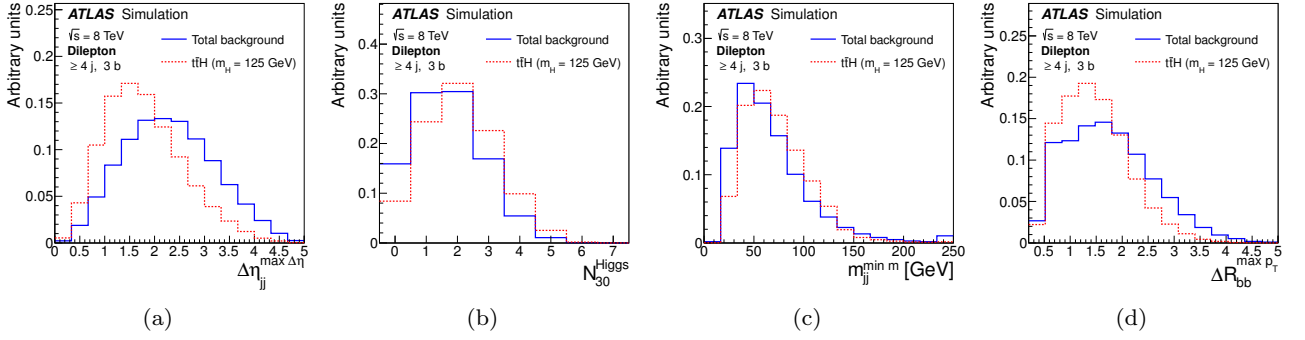 ATLAS Simulation
√s = 8 TeV
Dilepton
≥ 4 j, 3 b
Total background
tt̄H (m_H = 125 GeV)
Arbitrary units
0.25
0.2
0.15
0.1
0.05
0
0 0.5 1 1.5 2 2.5 3 3.5 4 4.5 5
Δη_jj^max Δη
(a)
ATLAS Simulation
√s = 8 TeV
Dilepton
≥ 4 j, 3 b
Total background
tt̄H (m_H = 125 GeV)
Arbitrary units
0.4
0.3
0.2
0.1
0
0 1 2 3 4 5 6 7
N_30^Higgs
(b)
ATLAS Simulation
√s = 8 TeV
Dilepton
≥ 4 j, 3 b
Total background
tt̄H (m_H = 125 GeV)
Arbitrary units
0.3
0.2
0.1
0
0 50 100 150 200 250
m_jj^min m [GeV]
(c)
ATLAS Simulation
√s = 8 TeV
Dilepton
≥ 4 j, 3 b
Total background
tt̄H (m_H = 125 GeV)
Arbitrary units
0.25
0.2
0.15
0.1
0.05
0
0.5 1 1.5 2 2.5 3 3.5 4 4.5 5
ΔR_bb^max p_T
(d)